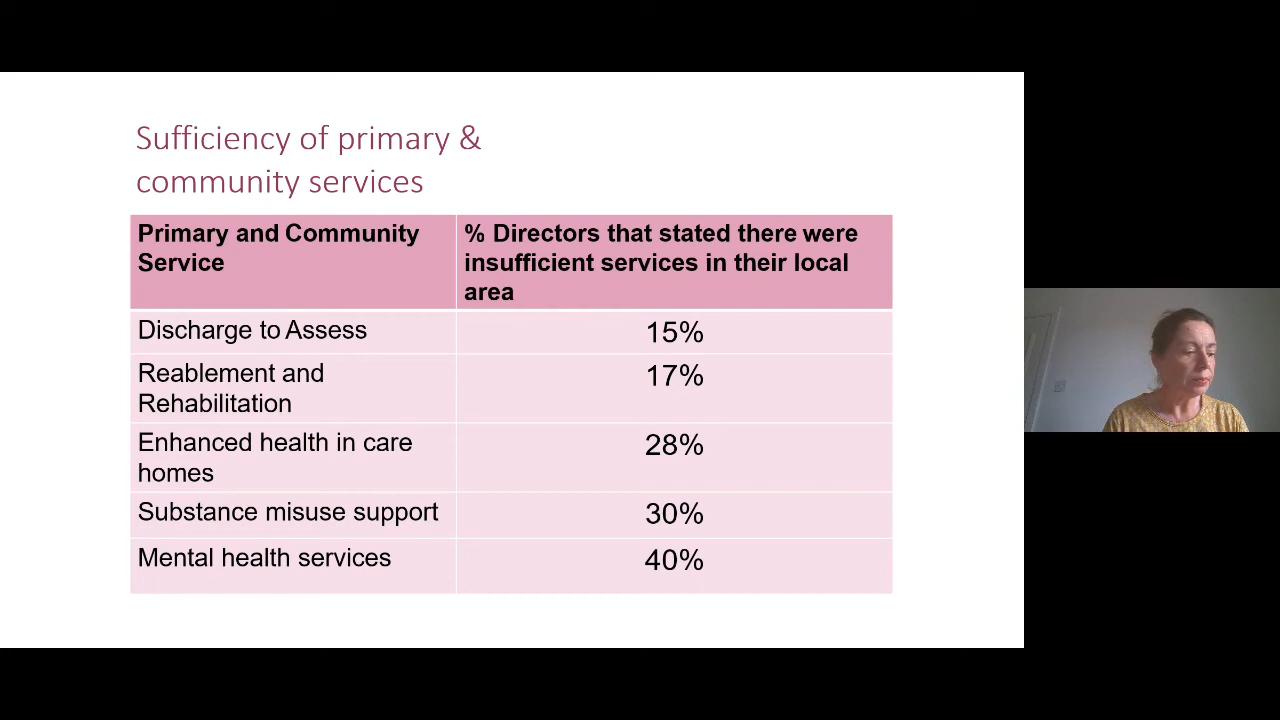 Sufficiency of primary &
community services
Primary and Community
Service
% Directors that stated there were
insufficient services in their local
area
Discharge to Assess
15%
Reablement and
Rehabilitation
17%
Enhanced health in care
homes
28%
Substance misuse support
30%
Mental health services
40%